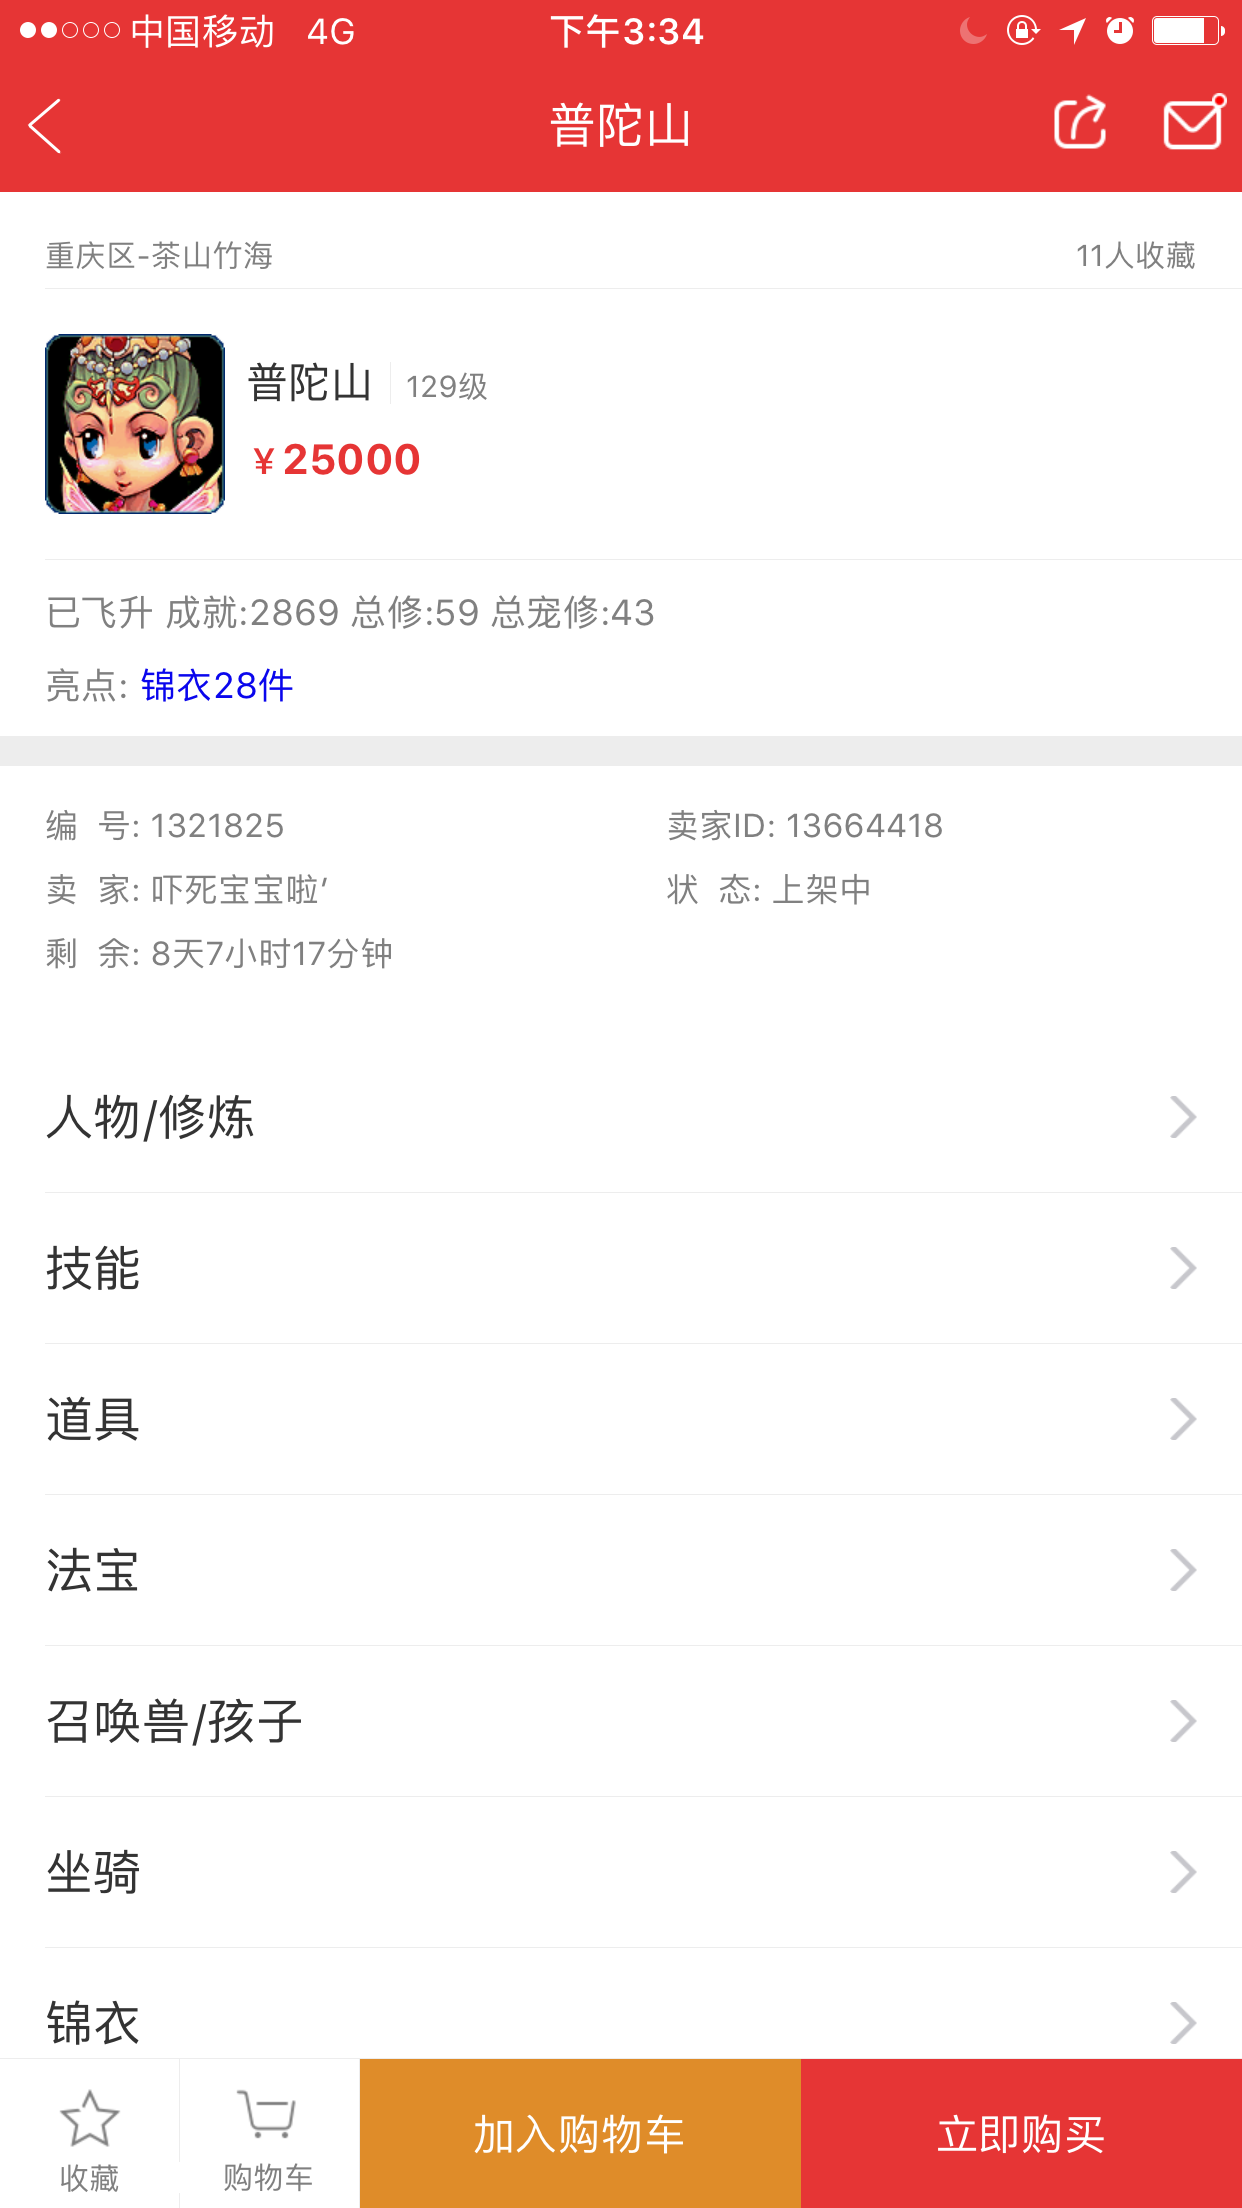 中国移动 4G 下午3:34
普陀山
重庆区-茶山竹海 11人收藏
普陀山 129级
¥25000
已飞升 成就:2869 总修:59 总宠修:43
亮点: 锦衣28件
编 号: 1321825 卖家ID: 13664418
卖 家: 吓死宝宝啦′ 状 态: 上架中
剩 余: 8天7小时17分钟
人物/修炼
技能
道具
法宝
召唤兽/孩子
坐骑
锦衣
收藏 购物车 加入购物车 立即购买